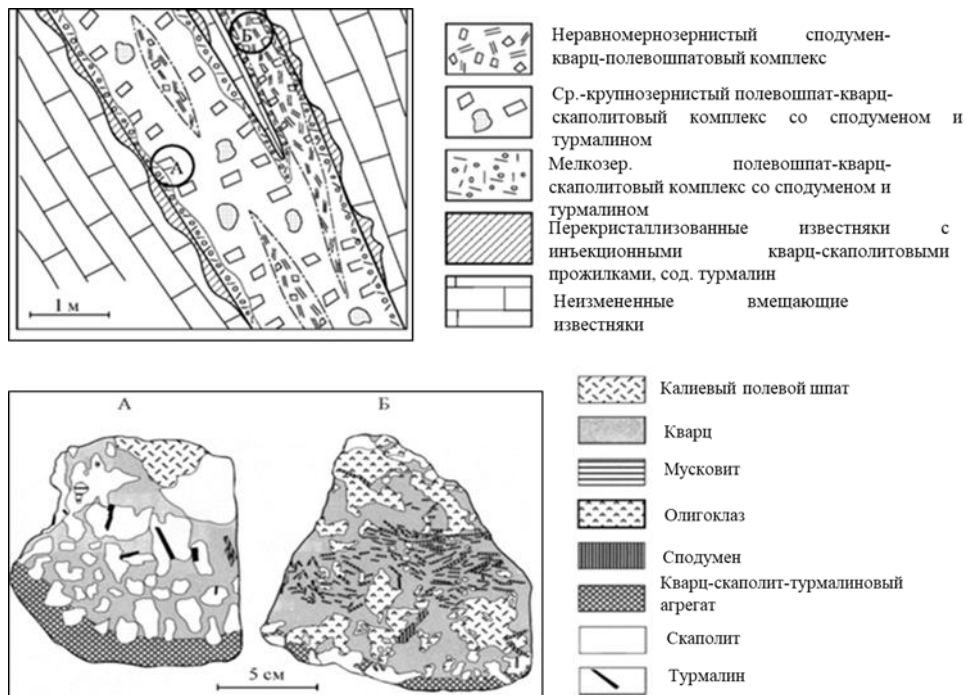 Б
А
1 м
Неравномернозернистый сподумен-
кварц-полевошпатовый комплекс
Ср.-крупнозернистый полевошпат-кварц-
скаполитовый комплекс со сподуменом и
турмалином
Мелкозер. полевошпат-кварц-
скаполитовый комплекс со сподуменом и
турмалином
Перекристаллизованные известняки с
инъекционными кварц-скаполитовыми
прожилками, сод. турмалин
Неизмененные вмещающие
известняки
А Б
5 см
Калиевый полевой шпат
Кварц
Мусковит
Олигоклаз
Сподумен
Кварц-скаполит-турмалиновый
агрегат
Скаполит
Турмалин